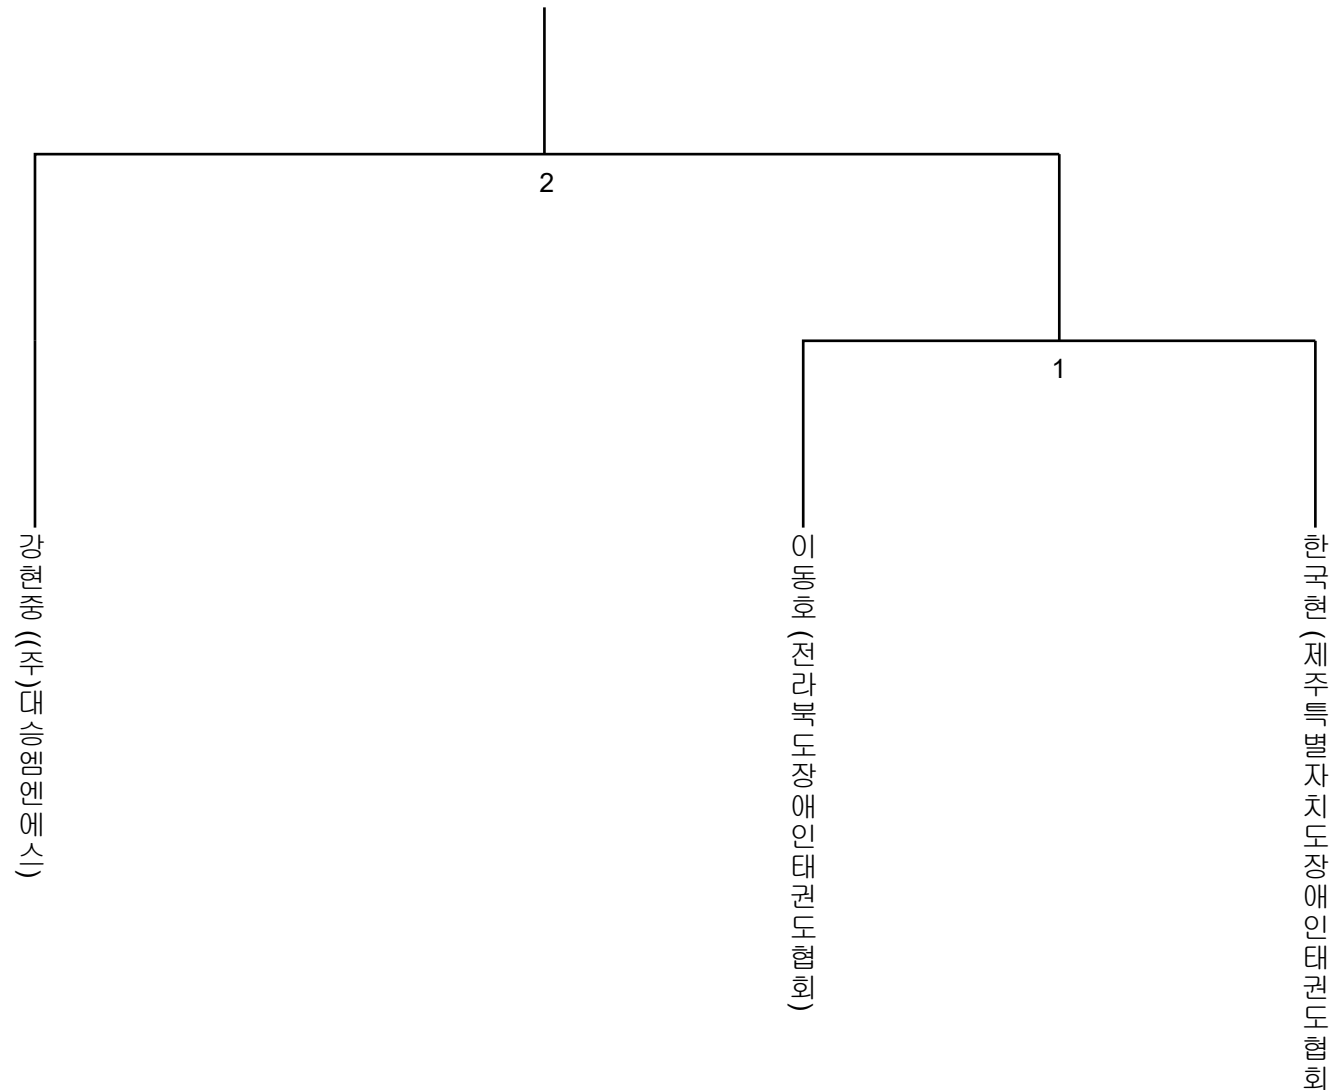 2
1
강현중 ((주)대승엠엔에스)
이동호 (전라북도장애인태권도협회)
한국현 (제주특별자치도장애인태권도협회